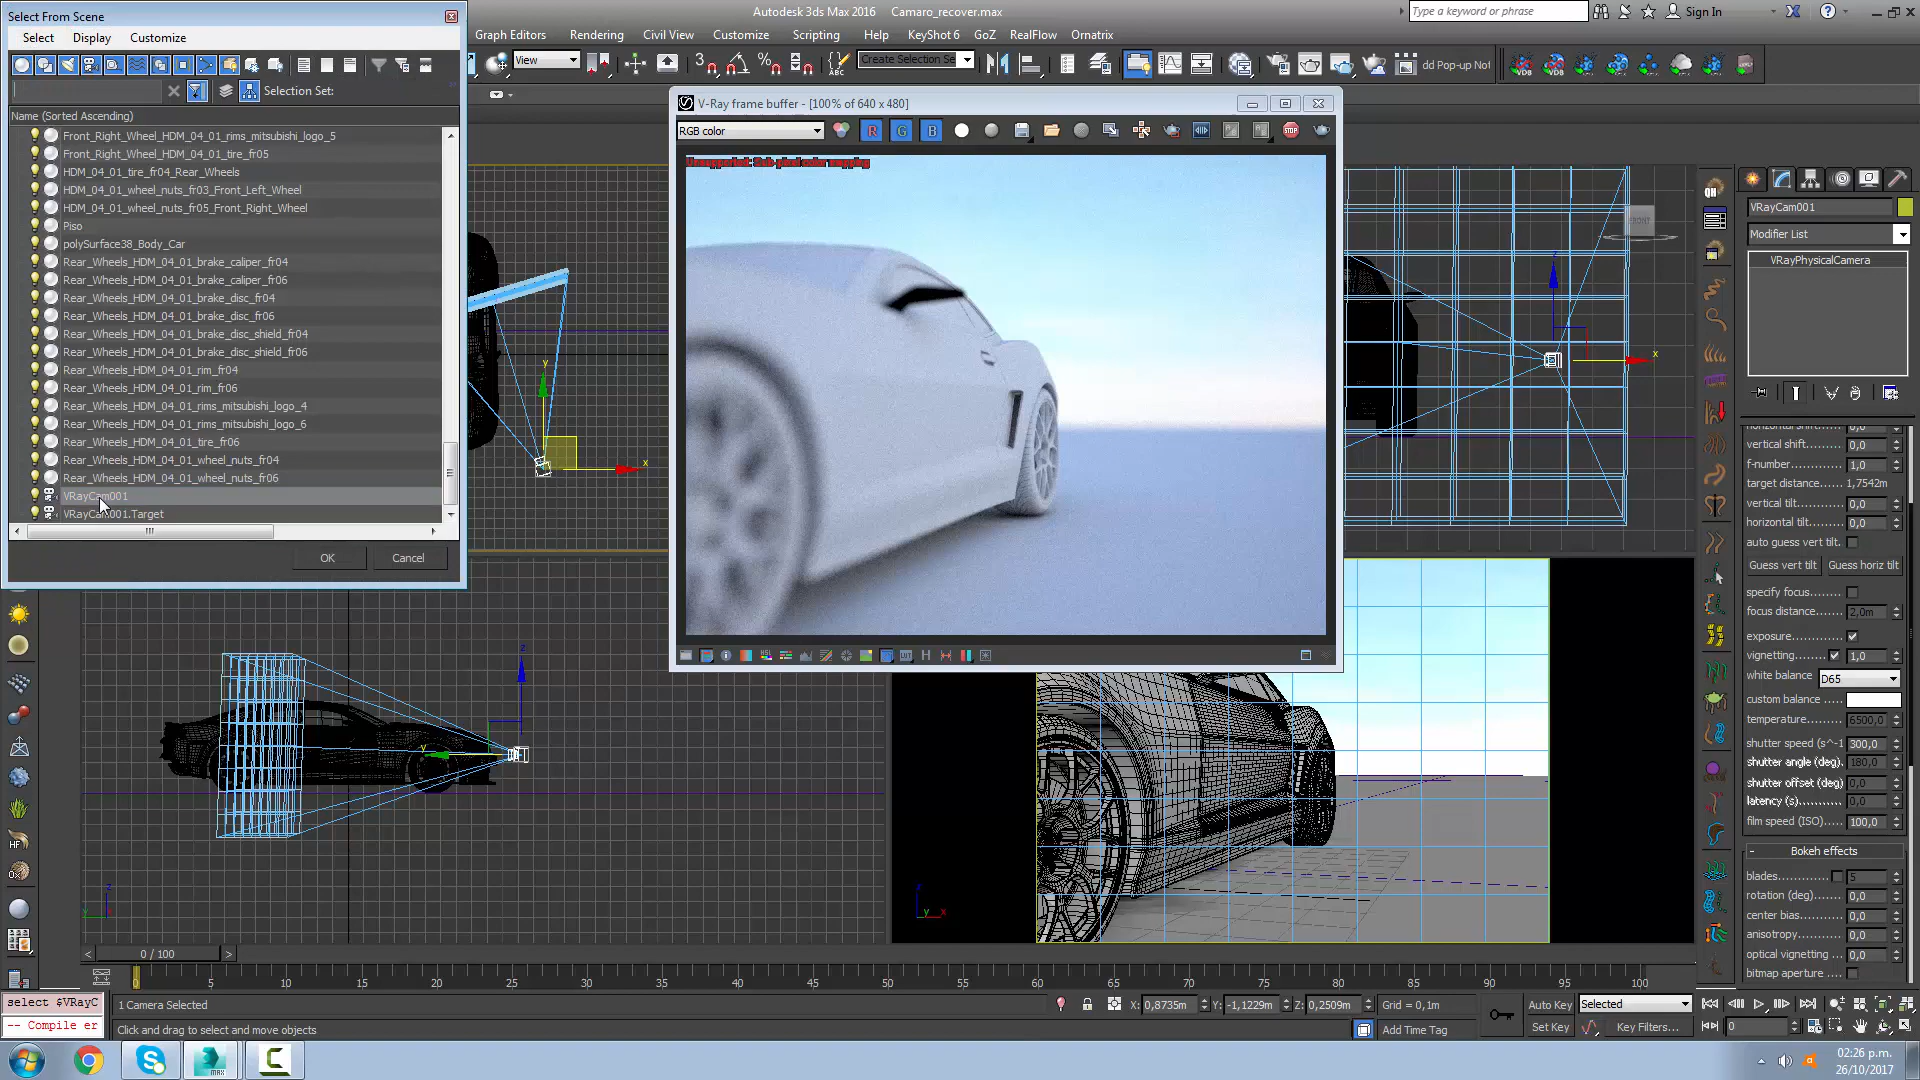 Select From Scene
Autodesk 3ds Max 2016    Camaro_recover.max
Type a keyword or phrase
Sign In
Select
Display
Customize
Graph Editors
Rendering
Civil View
Customize
Scripting
Help
KeyShot 6
GoZ
RealFlow
Ornatrix
View
Create Selection Se
dd Pop-up Not
Selection Set:
Name (Sorted Ascending)
Front_Right_Wheel_HDM_04_01_rims_mitsubishi_logo_5
Front_Right_Wheel_HDM_04_01_tire_fr05
HDM_04_01_tire_fr04_Rear_Wheels
HDM_04_01_wheel_nuts_fr03_Front_Left_Wheel
HDM_04_01_wheel_nuts_fr05_Front_Right_Wheel
Piso
polySurface38_Body_Car
Rear_Wheels_HDM_04_01_brake_caliper_fr04
Rear_Wheels_HDM_04_01_brake_caliper_fr06
Rear_Wheels_HDM_04_01_brake_disc_fr04
Rear_Wheels_HDM_04_01_brake_disc_fr06
Rear_Wheels_HDM_04_01_brake_disc_shield_fr04
Rear_Wheels_HDM_04_01_brake_disc_shield_fr06
Rear_Wheels_HDM_04_01_rim_fr04
Rear_Wheels_HDM_04_01_rim_fr06
Rear_Wheels_HDM_04_01_rims_mitsubishi_logo_4
Rear_Wheels_HDM_04_01_rims_mitsubishi_logo_6
Rear_Wheels_HDM_04_01_tire_fr06
Rear_Wheels_HDM_04_01_wheel_nuts_fr04
Rear_Wheels_HDM_04_01_wheel_nuts_fr06
VRayCam001
VRayCam001.Target
OK
Cancel
V-Ray frame buffer - [100% of 640 x 480]
RGB color
R
G
B
STOP
Unsupported: Sub-pixel color mapping
VRayCam001
Modifier List
VRayPhysicalCamera
vertical shift. 0,0
f-number 1,0
target distance: 1,7542m
vertical tilt 0,0
horizontal tilt 0,0
auto guess vert tilt.
Guess vert tilt
Guess horiz tilt
specify focus
focus distance 2,0m
exposure
vignetting 1,0
white balance D65
custom balance
temperature 6500,0
shutter speed (s^-1 300,0
shutter angle (deg). 180,0
shutter offset (deg) 0,0
latency (s) 0,0
film speed (ISO) 100,0
Bokeh effects
blades 5
rotation (deg) 0,0
center bias 0,0
anisotropy 0,0
optical vignetting 0,0
bitmap aperture
0 / 100
0 5 10 15 20 25 30 35 40 45 50 55 60 65 70 75 80 85 90 95 100
select $VRayC
-- Compile er
1 Camera Selected
Click and drag to select and move objects
X: 0,8735m
Y: -1,1229m
Z: 0,2509m
Grid = 0,1m
Add Time Tag
Auto Key
Selected
Set Key
Key Filters...
0
02:26 p.m.
26/10/2017